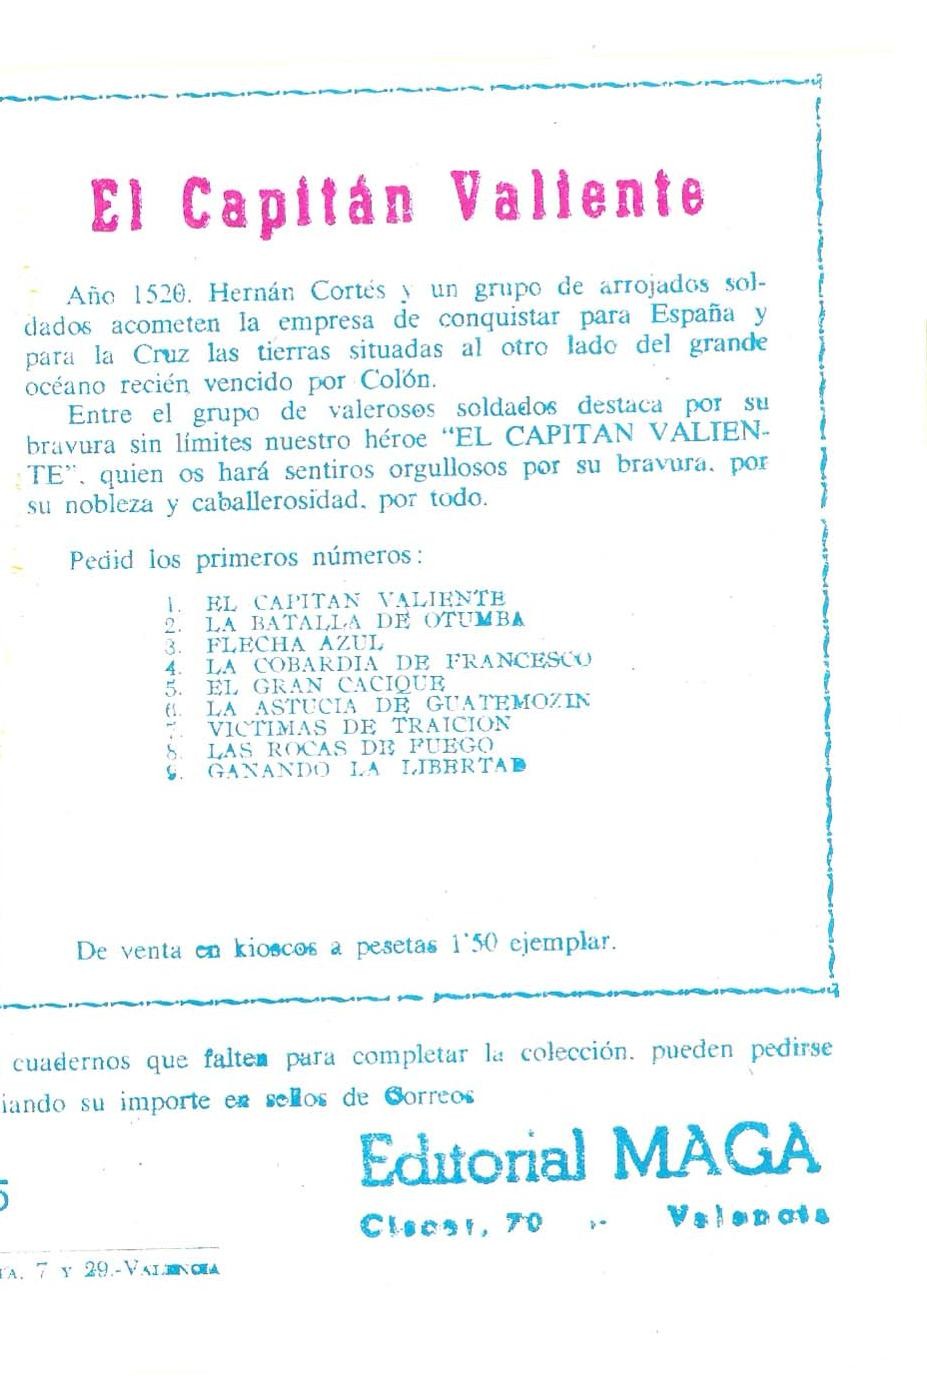 El Capitán Valiente
Año 1520. Hernán Cortés y un grupo de arrojados sol-
dados acometen la empresa de conquistar para España y
para la Cruz las tierras situadas al otro lado del grande
océano recién vencido por Colón.
Entre el grupo de valerosos soldados destaca por su
bravura sin límites nuestro héroe “EL CAPITAN VALIEN-
TE”, quien os hará sentiros orgullosos por su bravura, por
su nobleza y caballerosidad, por todo.
Pedid los primeros números:
1. EL CAPITAN VALIENTE
2. LA BATALLA DE OTUMBA
3. FLECHA AZUL
4. LA COBARDIA DE FRANCESCO
5. EL GRAN CACIQUE
6. LA ASTUCIA DE GUATEMOZIN
7. VICTIMAS DE TRAICION
8. LAS ROCAS DE FUEGO
9. GANANDO LA LIBERTAD
De venta en kioscos a pesetas 1'50 ejemplar.
cuadernos que falten para completar la colección, pueden pedirse
iando su importe en sellos de Correos
Editorial MAGA
5
Ciscar, 70 :- Valencia
TA, 7 Y 29.-VALENCIA